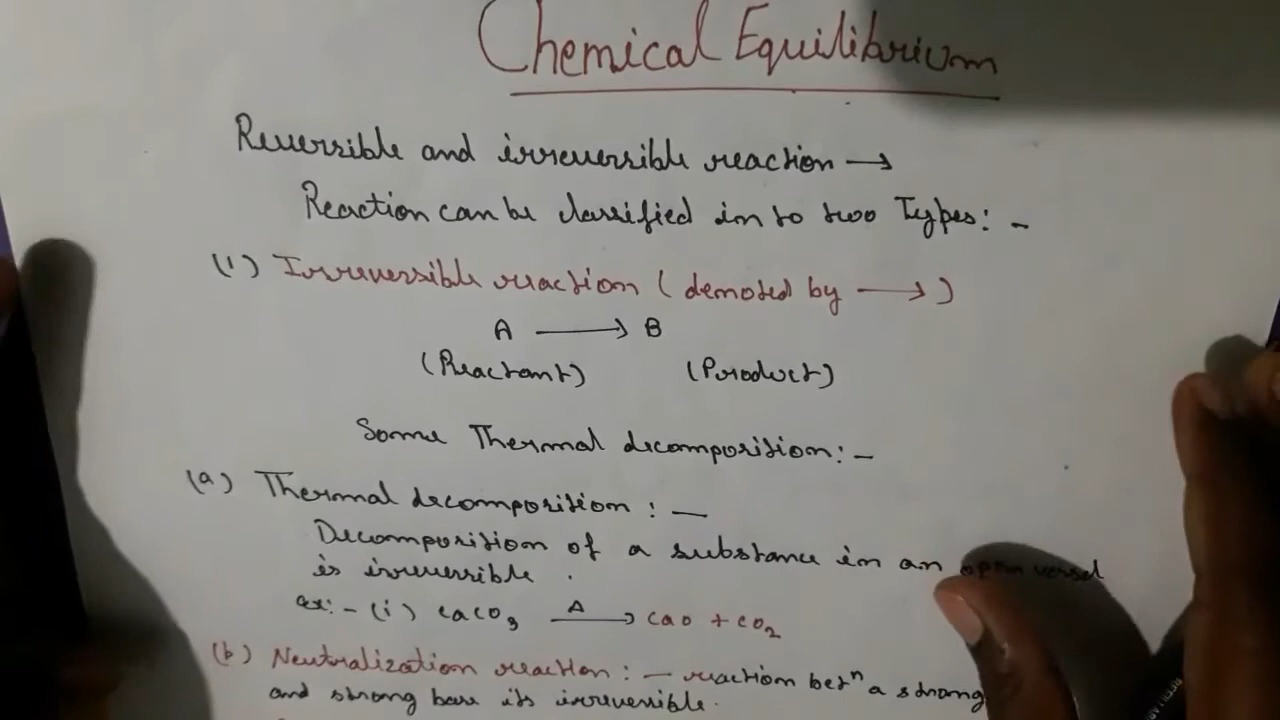 Chemical Equilibrium
Reversible and irreversible reaction →
Reaction can be classified in to two Types: -
(1) Irreversible reaction ( denoted by → )
A → B
(Reactant) (Product)
Some Thermal decomposition: -
(a) Thermal decomposition : —
Decomposition of a substance in an open vessel
is irreversible .
ex: - (i) CaCO3 Δ→ CaO + CO2
(b) Neutralization reaction : — reaction betn a strong
and strong base its irreversible.